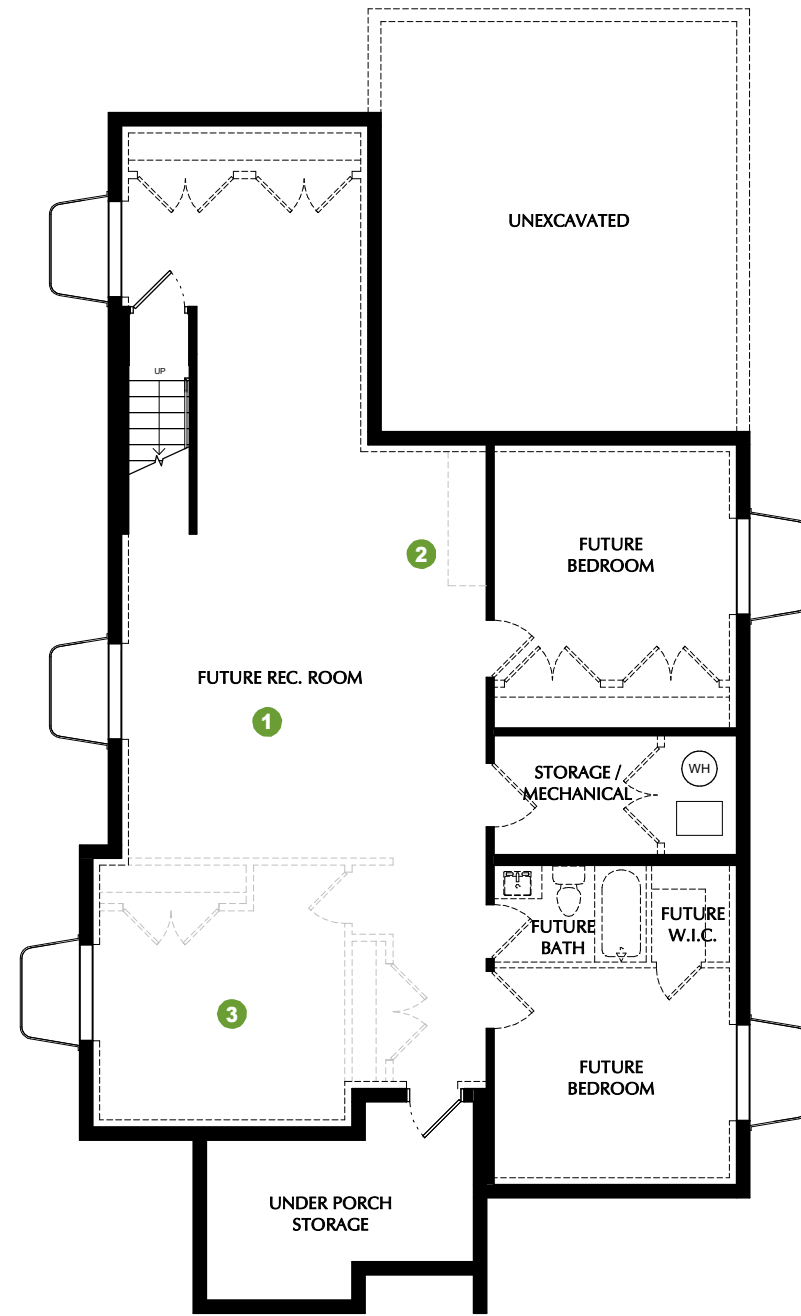 UNEXCAVATED
UP
2
FUTURE
BEDROOM
FUTURE REC. ROOM
1
STORAGE /
MECHANICAL
WH
FUTURE
BATH
FUTURE
W.I.C.
3
FUTURE
BEDROOM
UNDER PORCH
STORAGE